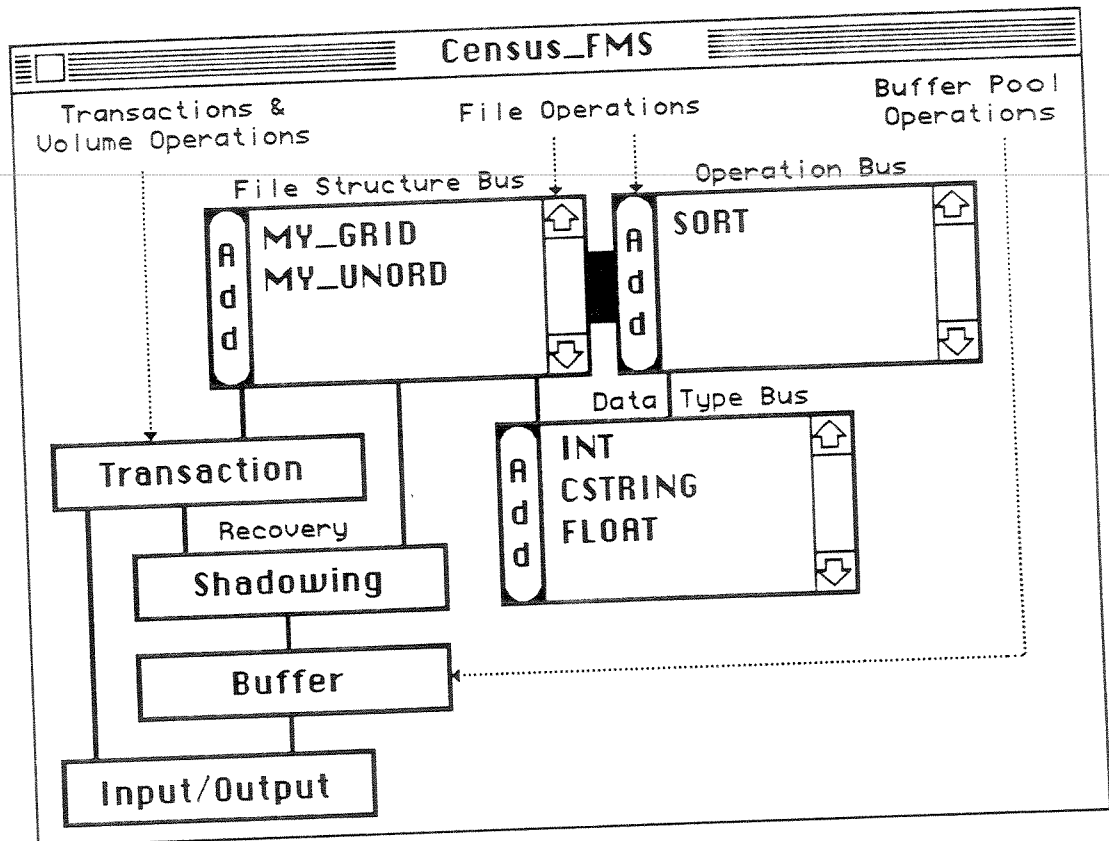 Census_FMS
Transactions &
Volume Operations
File Operations
Buffer Pool
Operations
File Structure Bus
Operation Bus
Add
MY_GRID
MY_UNORD
Add
SORT
Data Type Bus
Add
INT
CSTRING
FLOAT
Transaction
Recovery
Shadowing
Buffer
Input/Output